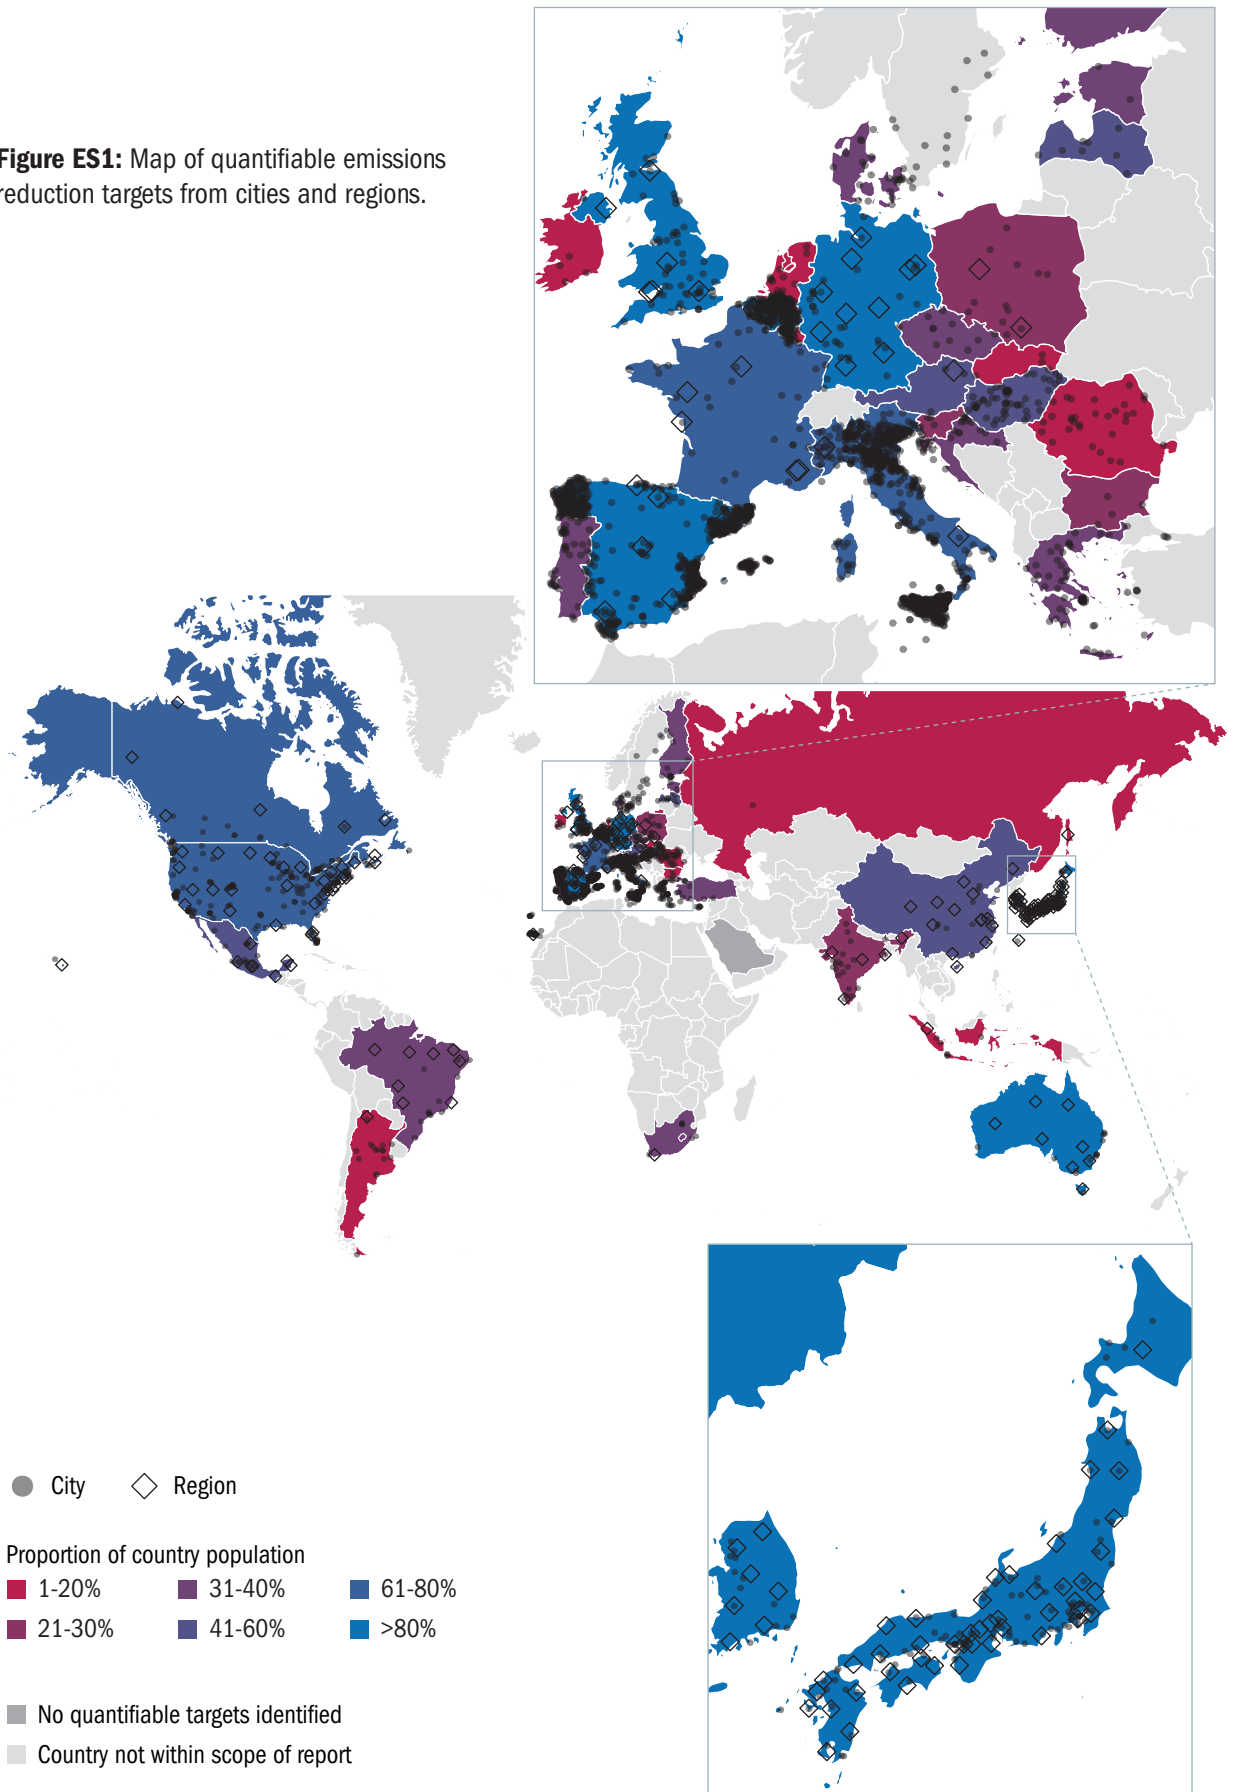 Figure ES1: Map of quantifiable emissions
reduction targets from cities and regions.
City
Region
Proportion of country population
1-20%
31-40%
61-80%
21-30%
41-60%
>80%
No quantifiable targets identified
Country not within scope of report